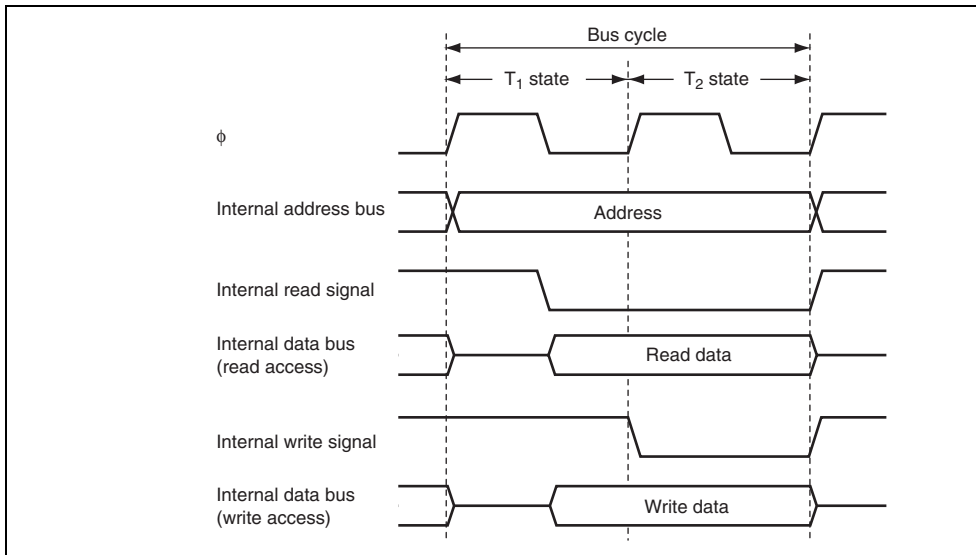 Bus cycle
T₁ state
T₂ state
ϕ
Internal address bus
Address
Internal read signal
Internal data bus
(read access)
Read data
Internal write signal
Internal data bus
(write access)
Write data